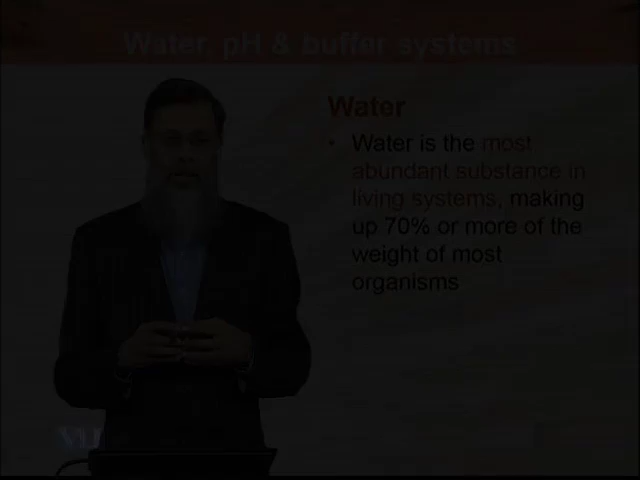 Water, pH & buffer systems
Water
• Water is the most
abundant substance in
living systems, making
up 70% or more of the
weight of most
organisms